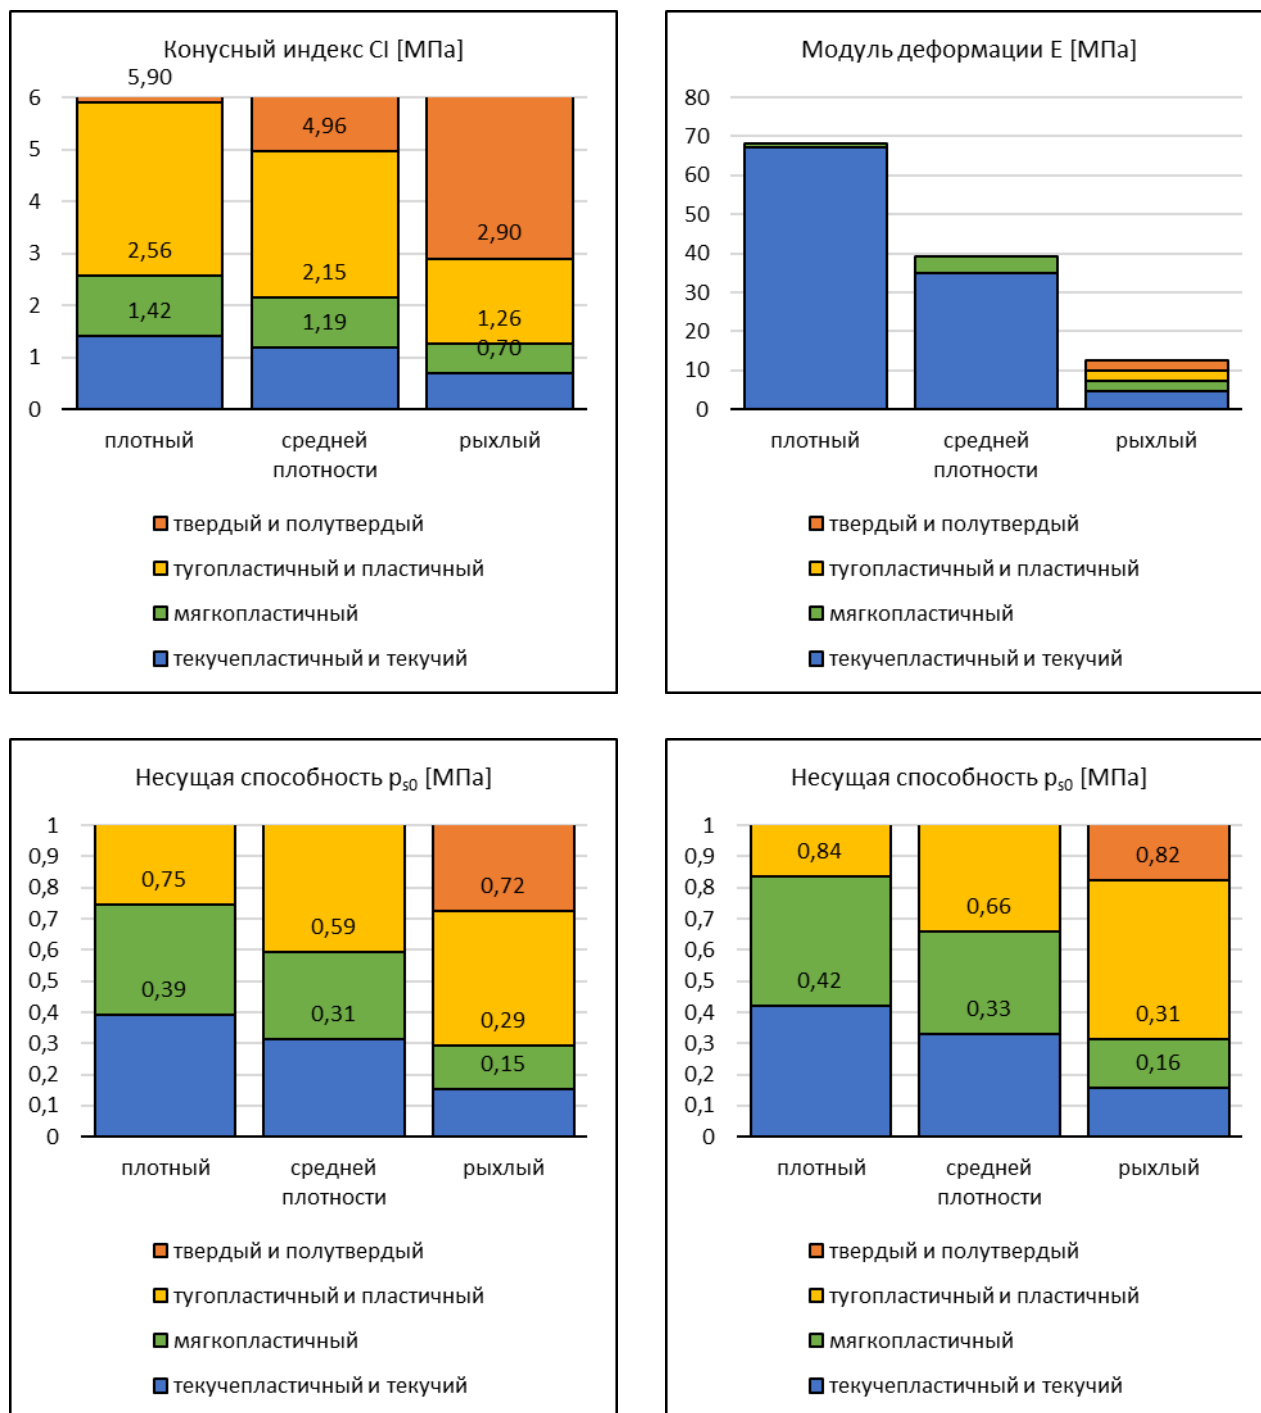 Конусный индекс CI [МПа]
5,90
6
5
4
3
2
1
0
4,96
2,90
2,56
2,15
1,26
1,42
1,19
0,70
плотный
средней
плотности
рыхлый
твердый и полутвердый
тугопластичный и пластичный
мягкопластичный
текучепластичный и текучий
Модуль деформации E [МПа]
80
70
60
50
40
30
20
10
0
плотный
средней
плотности
рыхлый
твердый и полутвердый
тугопластичный и пластичный
мягкопластичный
текучепластичный и текучий
Несущая способность ps0 [МПа]
1
0,9
0,8
0,7
0,6
0,5
0,4
0,3
0,2
0,1
0
0,75
0,72
0,59
0,39
0,31
0,29
0,15
плотный
средней
плотности
рыхлый
твердый и полутвердый
тугопластичный и пластичный
мягкопластичный
текучепластичный и текучий
Несущая способность ps0 [МПа]
1
0,9
0,8
0,7
0,6
0,5
0,4
0,3
0,2
0,1
0
0,84
0,82
0,66
0,42
0,33
0,31
0,16
плотный
средней
плотности
рыхлый
твердый и полутвердый
тугопластичный и пластичный
мягкопластичный
текучепластичный и текучий